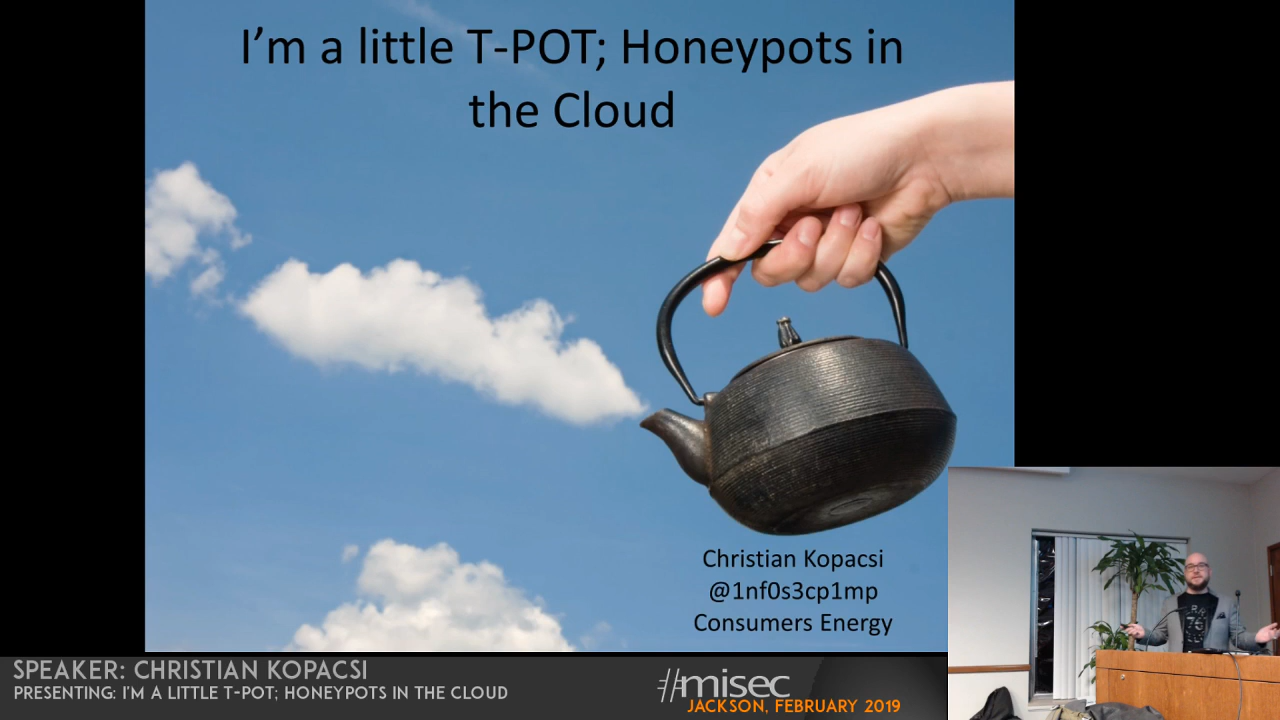 I’m a little T-POT; Honeypots in
the Cloud
Christian Kopacsi
@1nf0s3cp1mp
Consumers Energy
SPEAKER: CHRISTIAN KOPACSI
PRESENTING: I'M A LITTLE T-POT; HONEYPOTS IN THE CLOUD
#misec
JACKSON, FEBRUARY 2019